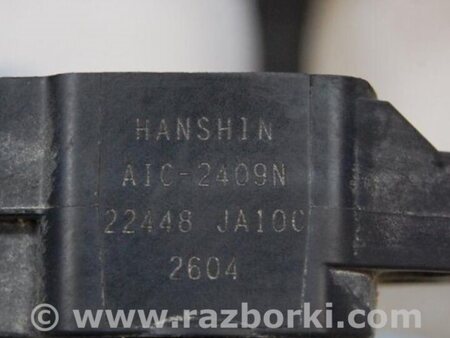 HANSHIN
AIC-2409N
22448 JA10C
2604
© www.razborki.com